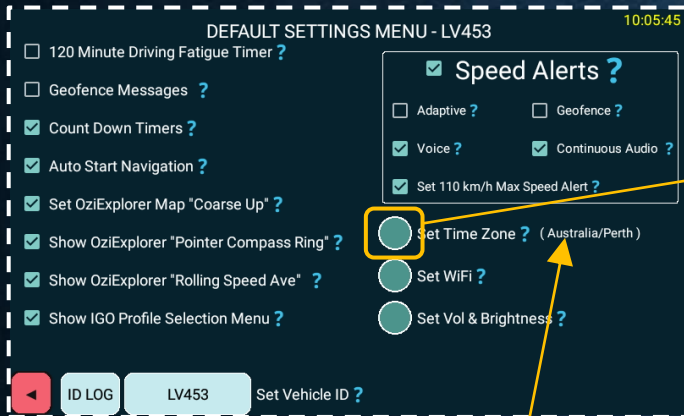 10:05:45
DEFAULT SETTINGS MENU - LV453
120 Minute Driving Fatigue Timer ?
Geofence Messages ?
Count Down Timers ?
Auto Start Navigation ?
Set OziExplorer Map "Coarse Up" ?
Show OziExplorer "Pointer Compass Ring" ?
Show OziExplorer "Rolling Speed Ave" ?
Show IGO Profile Selection Menu ?
Speed Alerts ?
Adaptive ?
Geofence ?
Voice ?
Continuous Audio ?
Set 110 km/h Max Speed Alert ?
Set Time Zone ? ( Australia/Perth )
Set WiFi ?
Set Vol & Brightness ?
ID LOG
LV453
Set Vehicle ID ?